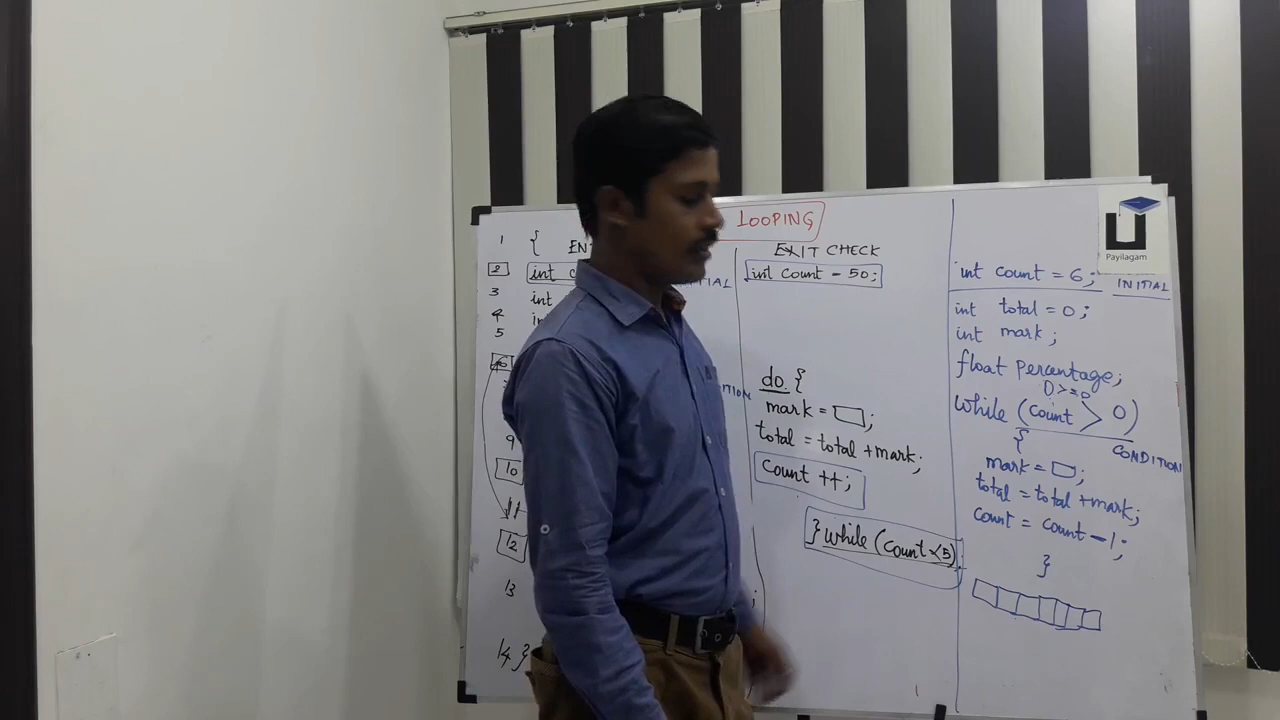 LOOPING
1 {
2 int
3 int
4
5
6
9
10
11
12
13
14 }
EXIT CHECK
int count = 50;
do {
mark = ;
total = total + mark;
count ++;
} while (count < 5)
Payilagam
int count = 6; INITIAL
int total = 0;
int mark;
float percentage;
0 >= 0
while (count > 0)
{ CONDITION
mark = ;
total = total + mark;
count = count - 1;
}